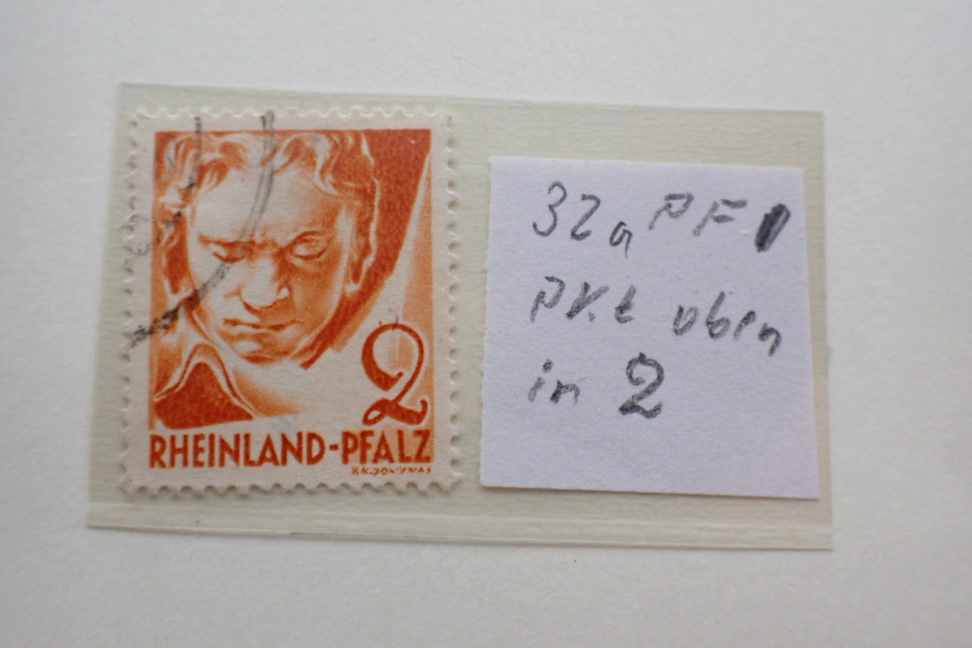 2
RHEINLAND-PFALZ
32a PF I
Pkt oben
in 2